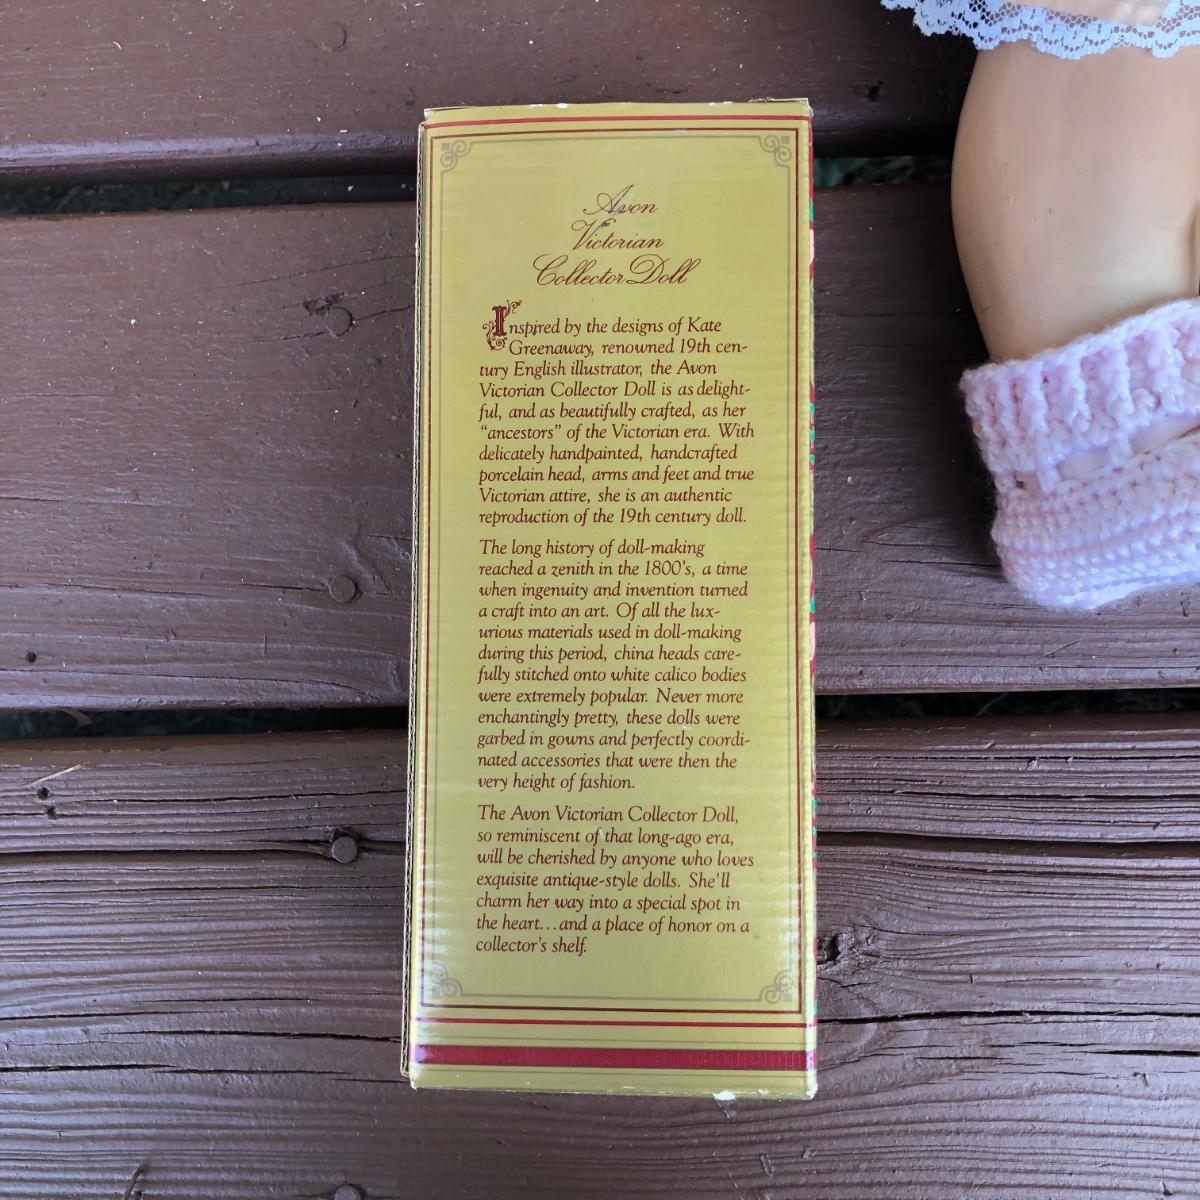 Avon
Victorian
Collector Doll
Inspired by the designs of Kate
Greenaway, renowned 19th cen-
tury English illustrator, the Avon
Victorian Collector Doll is as delight-
ful, and as beautifully crafted, as her
"ancestors" of the Victorian era. With
delicately handpainted, handcrafted
porcelain head, arms and feet and true
Victorian attire, she is an authentic
reproduction of the 19th century doll.
The long history of doll-making
reached a zenith in the 1800's, a time
when ingenuity and invention turned
a craft into an art. Of all the lux-
urious materials used in doll-making
during this period, china heads care-
fully stitched onto white calico bodies
were extremely popular. Never more
enchantingly pretty, these dolls were
garbed in gowns and perfectly coordi-
nated accessories that were then the
very height of fashion.
The Avon Victorian Collector Doll,
so reminiscent of that long-ago era,
will be cherished by anyone who loves
exquisite antique-style dolls. She'll
charm her way into a special spot in
the heart...and a place of honor on a
collector's shelf.